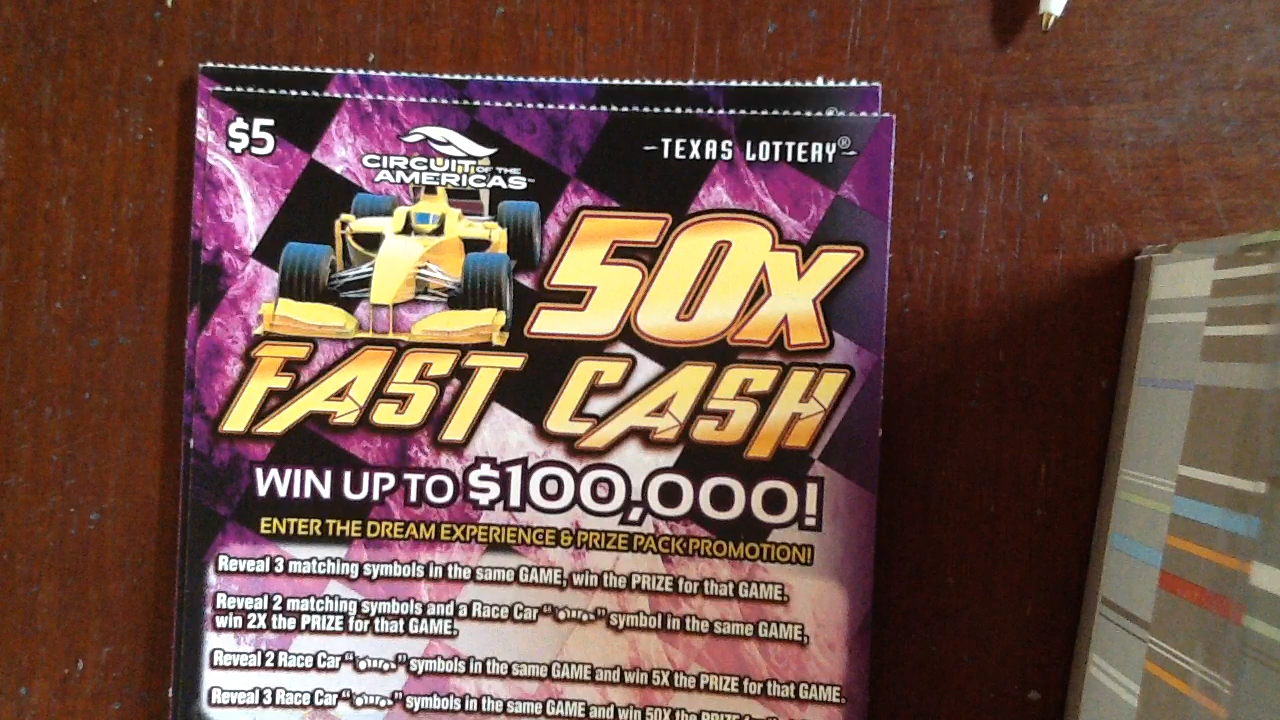 $5
CIRCUIT OF THE
AMERICAS™
-TEXAS LOTTERY®-
50X
FAST CASH
WIN UP TO $100,000!
ENTER THE DREAM EXPERIENCE & PRIZE PACK PROMOTION!
Reveal 3 matching symbols in the same GAME, win the PRIZE for that GAME.
Reveal 2 matching symbols and a Race Car “ ” symbol in the same GAME,
win 2X the PRIZE for that GAME.
Reveal 2 Race Car “ ” symbols in the same GAME and win 5X the PRIZE for that GAME.
Reveal 3 Race Car “ ” symbols in the same GAME and win 50X the PRIZE